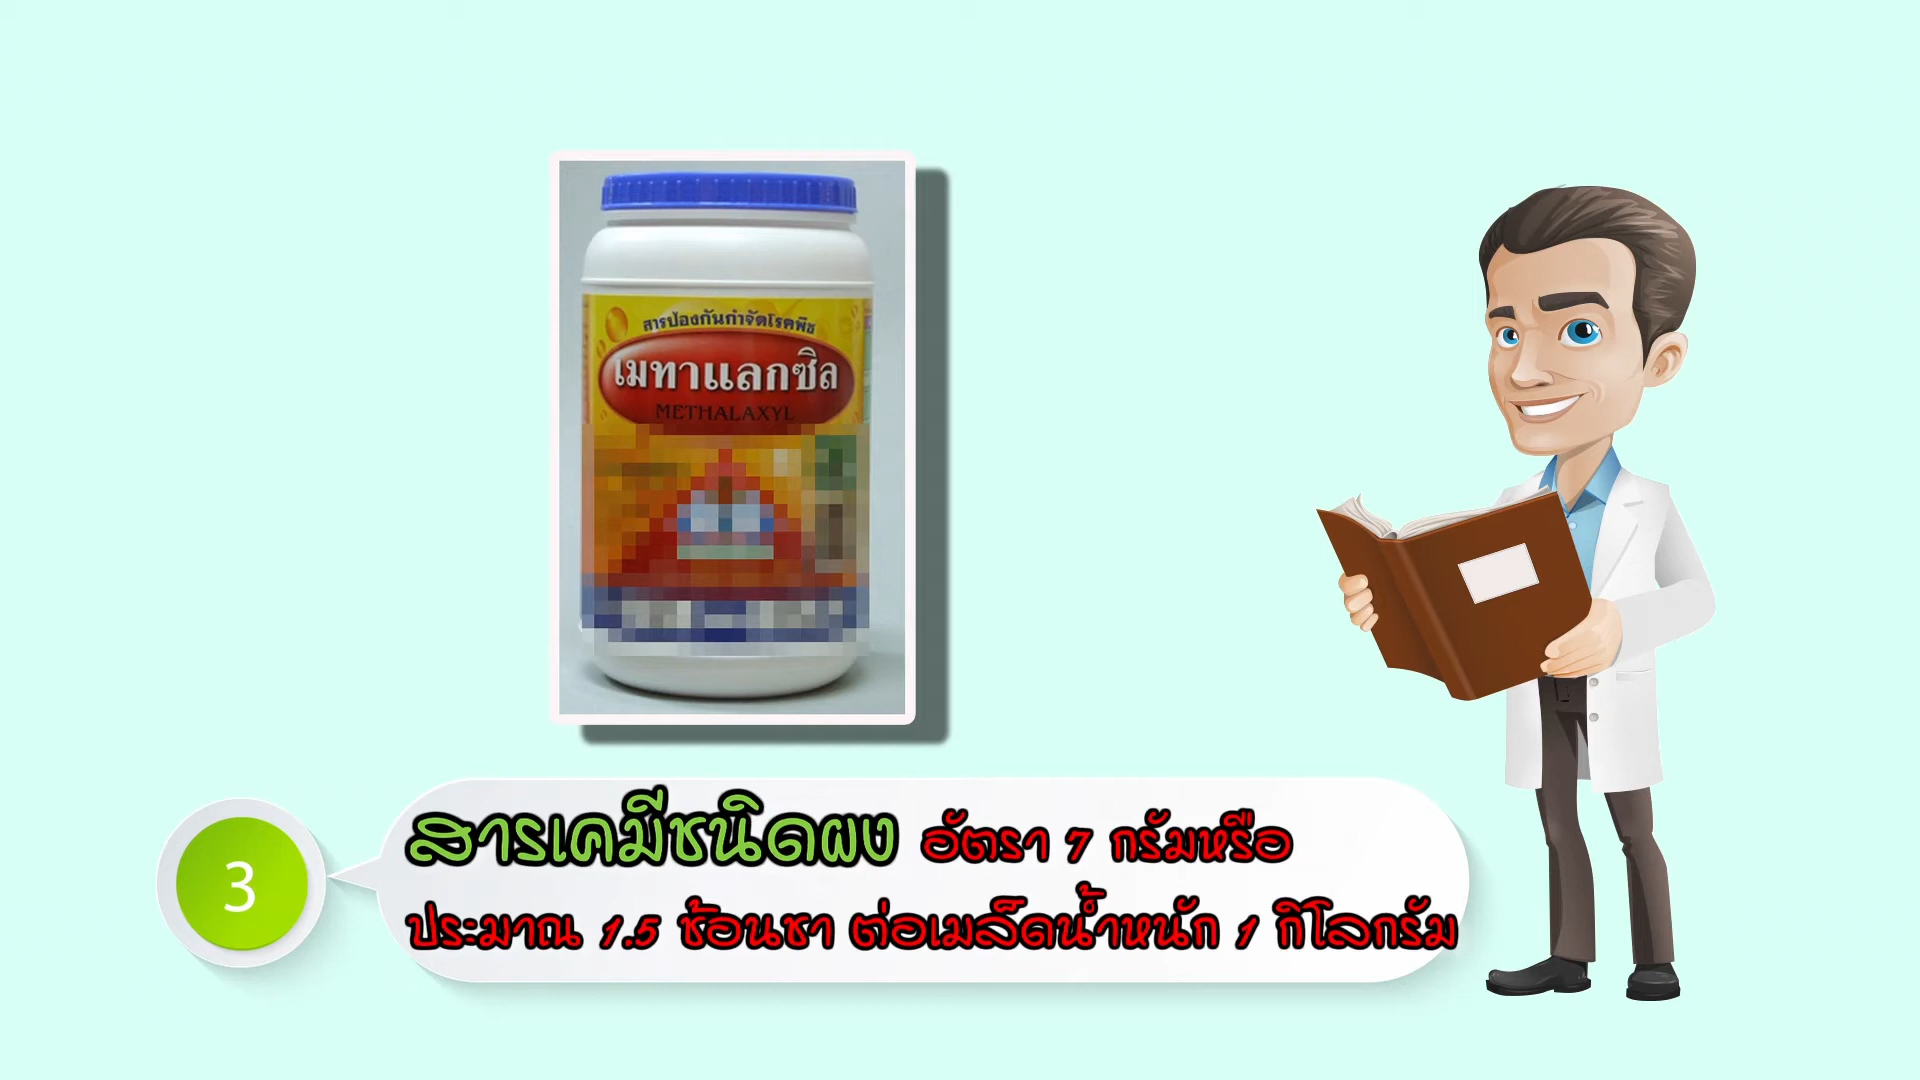 สารป้องกันกำจัดโรคพืช
เมทาแลกซิล
METHALAXYL
3
สารเคมีชนิดผง อัตรา 7 กรัมหรือ
ประมาณ 1.5 ช้อนชา ต่อเมล็ดน้ำหนัก 1 กิโลกรัม